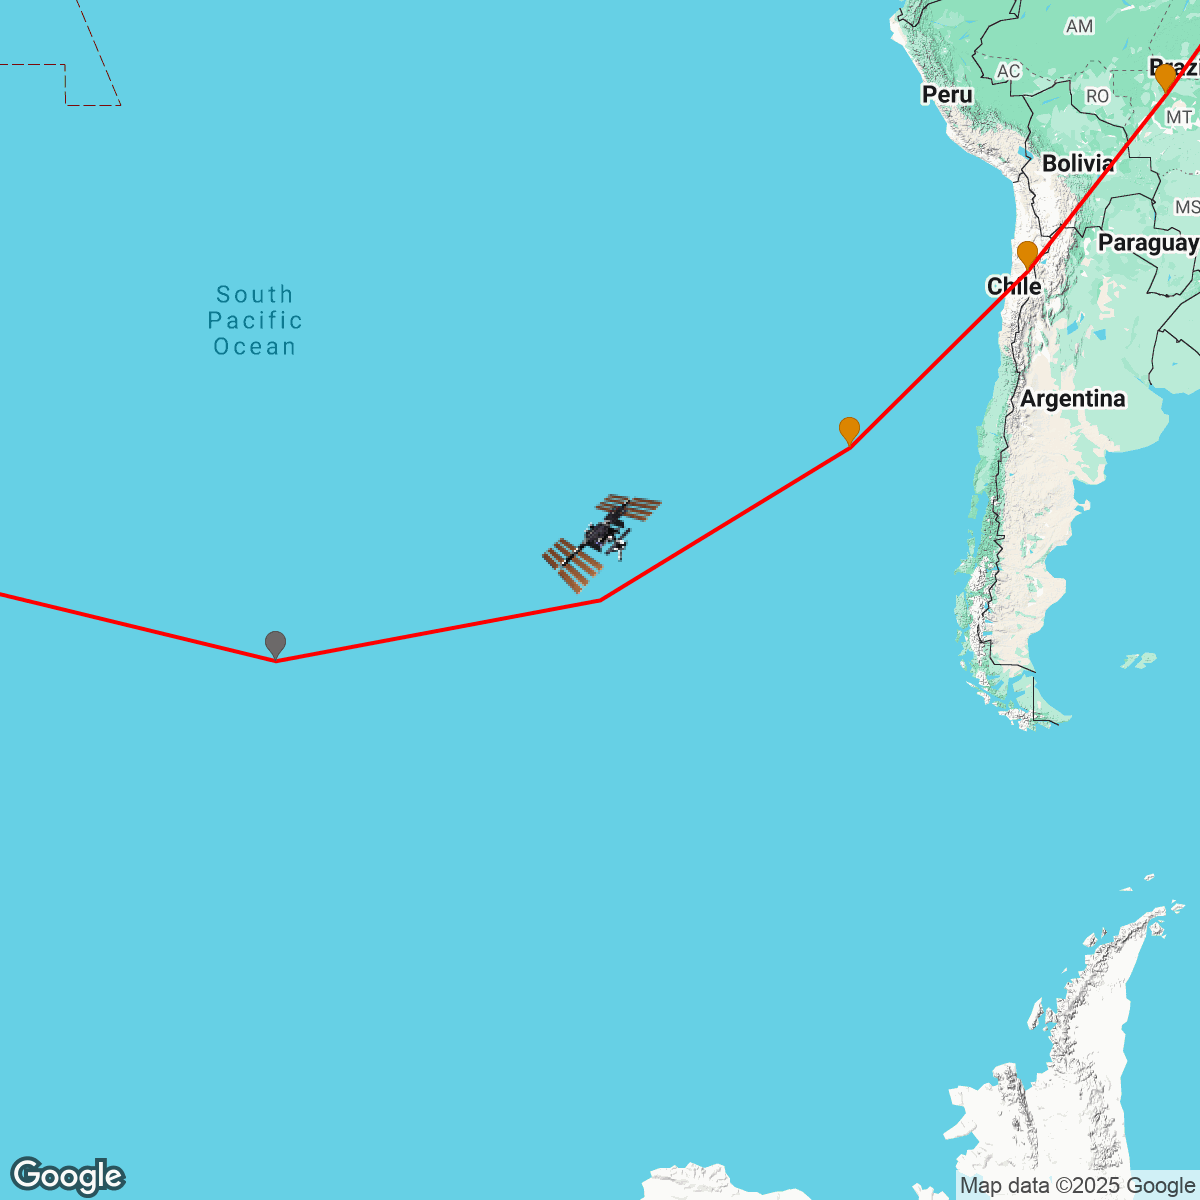 AM
Brazi
AC
Peru
RO
MT
Bolivia
MS
Paraguay
Chile
South
Pacific
Ocean
Argentina
Google
Map data ©2025 Google